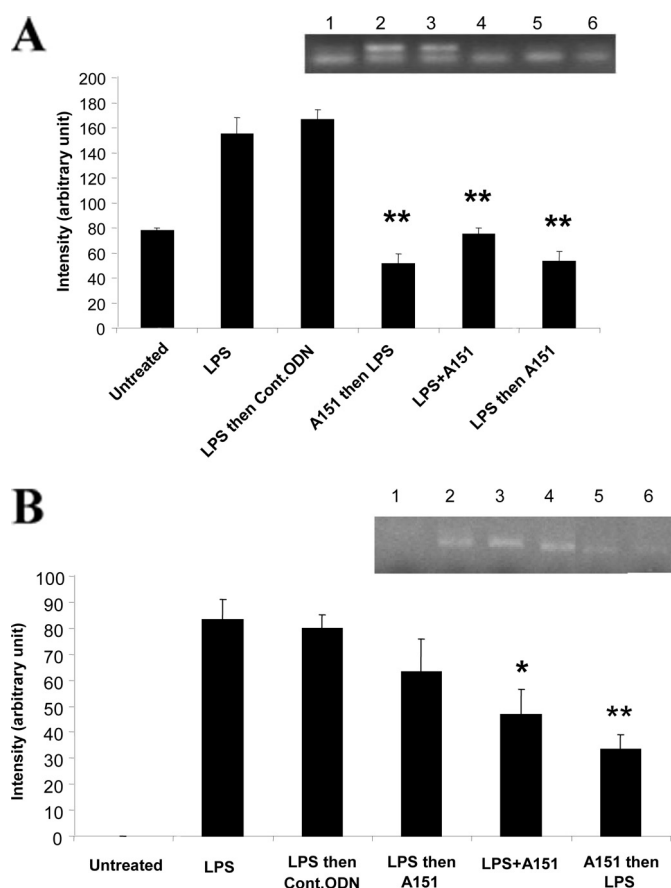 A
1 2 3 4 5 6
200
180
160
140
120
100
80
60
40
20
0
Intensity (arbitrary unit)
** ** **
Untreated
LPS
LPS then Cont.ODN
A151 then LPS
LPS+A151
LPS then A151
B
1 2 3 4 5 6
100
90
80
70
60
50
40
30
20
10
0
Intensity (arbitrary unit)
*
**
Untreated
LPS
LPS then
Cont.ODN
LPS then
A151
LPS+A151
A151 then
LPS